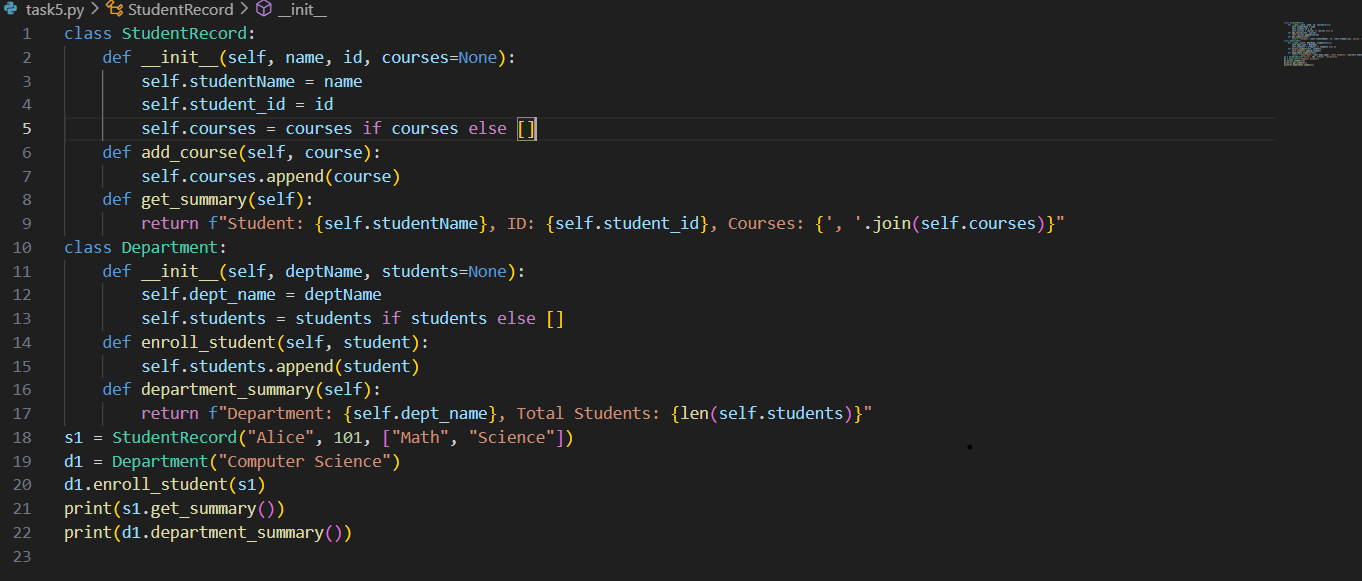 task5.py > StudentRecord > __init__
1 class StudentRecord:
2     def __init__(self, name, id, courses=None):
3         self.studentName = name
4         self.student_id = id
5         self.courses = courses if courses else []
6     def add_course(self, course):
7         self.courses.append(course)
8     def get_summary(self):
9         return f"Student: {self.studentName}, ID: {self.student_id}, Courses: {', '.join(self.courses)}"
10 class Department:
11     def __init__(self, deptName, students=None):
12         self.dept_name = deptName
13         self.students = students if students else []
14     def enroll_student(self, student):
15         self.students.append(student)
16     def department_summary(self):
17         return f"Department: {self.dept_name}, Total Students: {len(self.students)}"
18 s1 = StudentRecord("Alice", 101, ["Math", "Science"])
19 d1 = Department("Computer Science")
20 d1.enroll_student(s1)
21 print(s1.get_summary())
22 print(d1.department_summary())
23